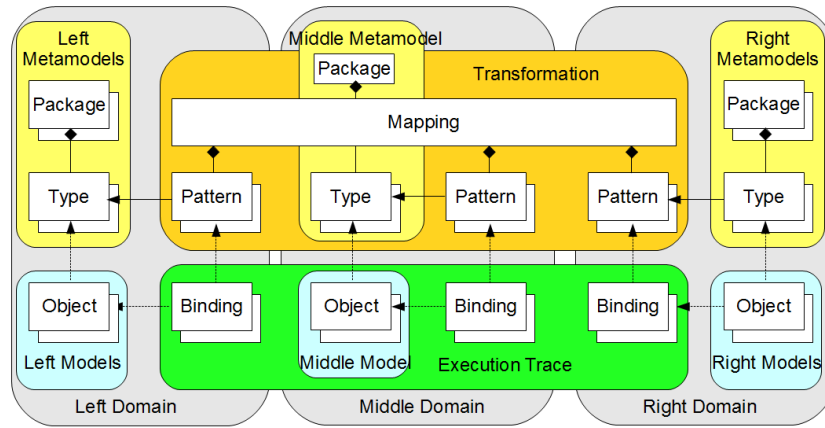 Left
Metamodels
Middle Metamodel
Right
Metamodels
Package
Transformation
Package
Package
Mapping
Type
Pattern
Type
Pattern
Pattern
Type
Object
Binding
Object
Binding
Binding
Object
Left Models
Middle Model
Execution Trace
Right Models
Left Domain
Middle Domain
Right Domain